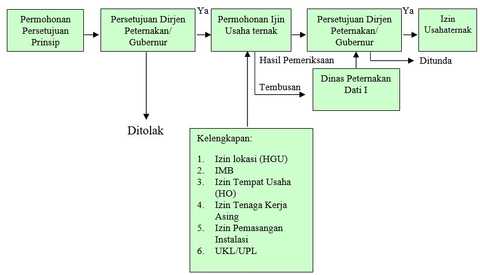 Permohonan
Persetujuan
Prinsip
Persetujuan Dirjen
Peternakan/
Gubernur
Ya
Permohonan Ijin
Usaha ternak
Persetujuan Dirjen
Peternakan/
Gubernur
Ya
Izin
Usahaternak
Hasil Pemeriksaan
Ditunda
Tembusan
Dinas Peternakan
Dati I
Ditolak
Kelengkapan:
1. Izin lokasi (HGU)
2. IMB
3. Izin Tempat Usaha
(HO)
4. Izin Tenaga Kerja
Asing
5. Izin Pemasangan
Instalasi
6. UKL/UPL